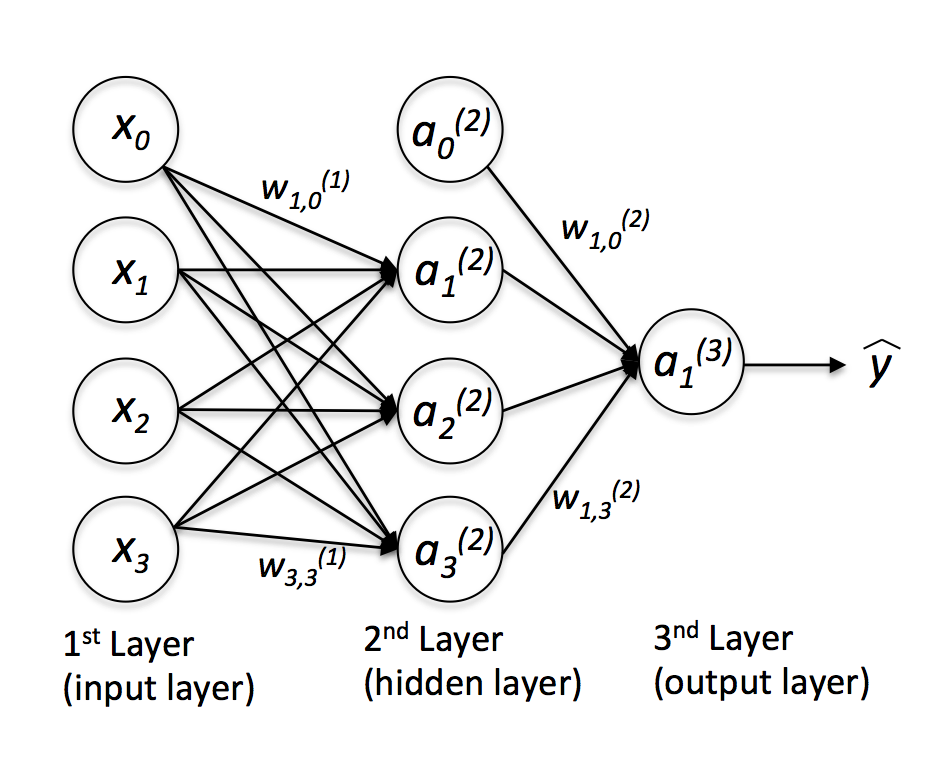 x₀
a₀⁽²⁾
w₁,₀⁽¹⁾
w₁,₀⁽²⁾
x₁
a₁⁽²⁾
a₁⁽³⁾
ŷ
x₂
a₂⁽²⁾
w₁,₃⁽²⁾
x₃
a₃⁽²⁾
w₃,₃⁽¹⁾
1st Layer
(input layer)
2nd Layer
(hidden layer)
3nd Layer
(output layer)